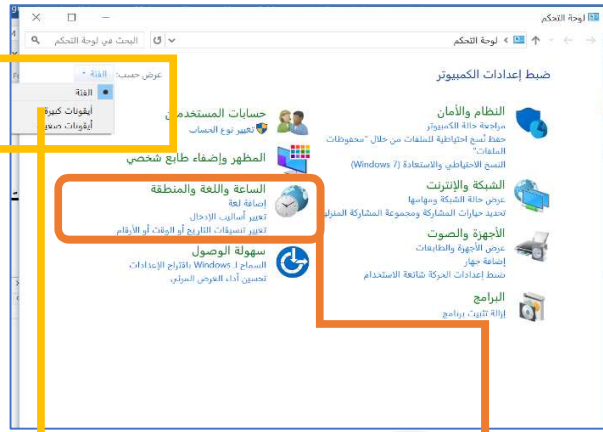 لوحة التحكم
لوحة التحكم
البحث في لوحة التحكم
ضبط إعدادات الكمبيوتر
عرض حسب: الفئة
الفئة
أيقونات كبيرة
أيقونات
النظام والأمان
مراجعة حالة الكمبيوتر
حفظ نُسخ احتياطية للملفات من خلال "محفوظات
الملفات"
النسخ الاحتياطي والاستعادة (Windows 7)
الشبكة والإنترنت
عرض حالة الشبكة ومهامها
تحديد خيارات المشاركة ومجموعة المشاركة
الأجهزة والصوت
عرض الأجهزة والطابعات
إضافة جهاز
ضبط إعدادات الحركة شائعة الاستخدام
البرامج
إزالة تثبيت برنامج
حسابات
تغيير نوع الحساب
المظهر وإضفاء طابع شخصي
الساعة واللغة والمنطقة
إضافة لغة
تغيير أساليب الإدخال
تغيير تنسيقات التاريخ أو الوقت أو الأرقام
سهولة الوصول
السماح لـ Windows باقتراح الإعدادات
تحسين أداء العرض المرئي